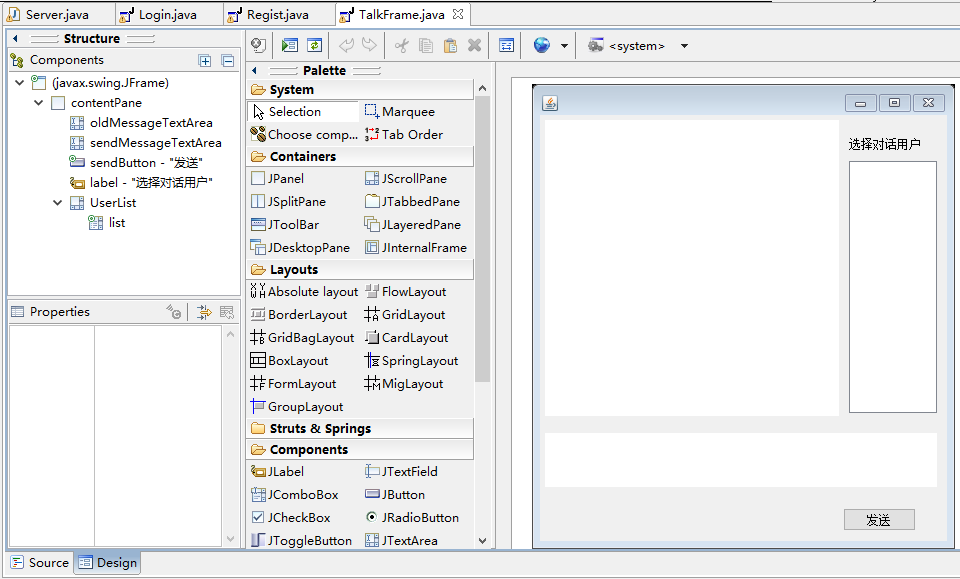 Server.java Login.java Regist.java TalkFrame.java
Structure
Components
(javax.swing.JFrame)
contentPane
oldMessageTextArea
sendMessageTextArea
sendButton - "发送"
label - "选择对话用户"
UserList
list
Properties
<system>
Palette
System
Selection Marquee
Choose comp... Tab Order
Containers
JPanel JScrollPane
JSplitPane JTabbedPane
JToolBar JLayeredPane
JDesktopPane JInternalFrame
Layouts
Absolute layout FlowLayout
BorderLayout GridLayout
GridBagLayout CardLayout
BoxLayout SpringLayout
FormLayout MigLayout
GroupLayout
Struts & Springs
Components
JLabel JTextField
JComboBox JButton
JCheckBox JRadioButton
JToggleButton JTextArea
选择对话用户
发送
Source Design